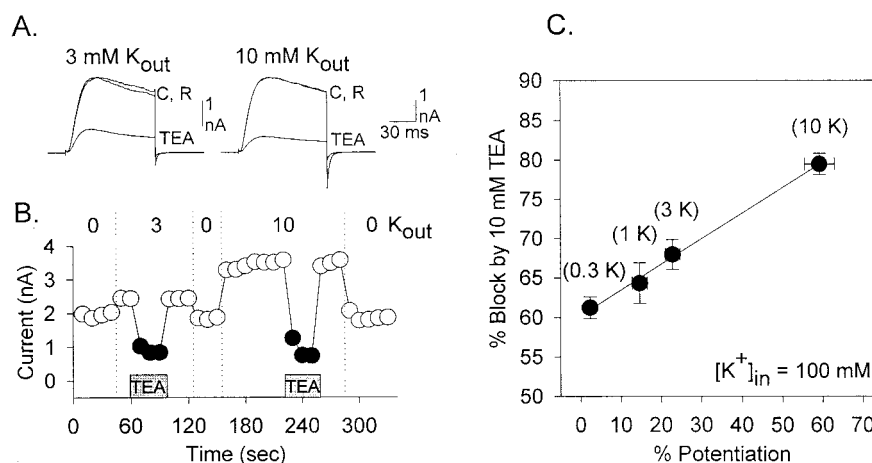 A.
3 mM Kout
10 mM Kout
C, R
1
nA
TEA
C, R
1
nA
30 ms
TEA
B.
0 3 0 10 0 Kout
Current (nA)
4
3
2
1
0
TEA
TEA
0 60 120 180 240 300
Time (sec)
C.
% Block by 10 mM TEA
90
85
80
75
70
65
60
55
50
(10 K)
(3 K)
(1 K)
(0.3 K)
[K+]in = 100 mM
0 10 20 30 40 50 60 70
% Potentiation